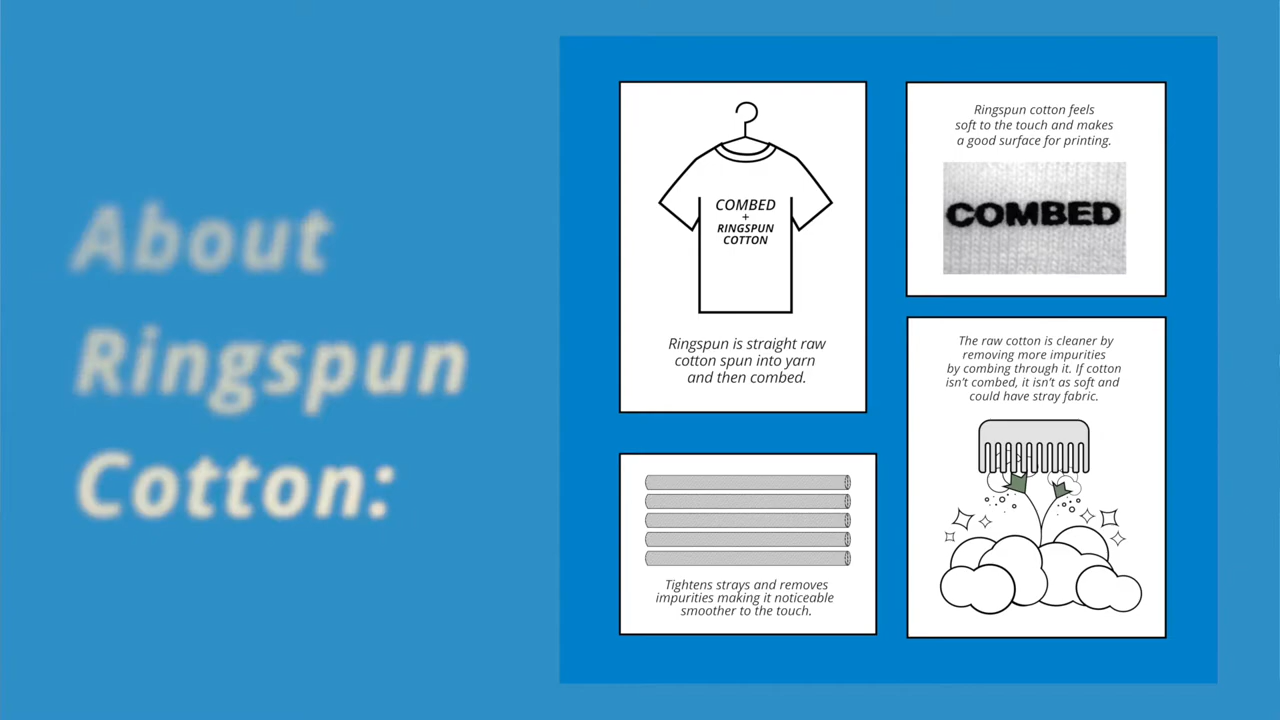 About
Ringspun
Cotton:
COMBED
+
RINGSPUN
COTTON
Ringspun is straight raw
cotton spun into yarn
and then combed.
Ringspun cotton feels
soft to the touch and makes
a good surface for printing.
COMBED
Tightens strays and removes
impurities making it noticeable
smoother to the touch.
The raw cotton is cleaner by
removing more impurities
by combing through it. If cotton
isn't combed, it isn't as soft and
could have stray fabric.